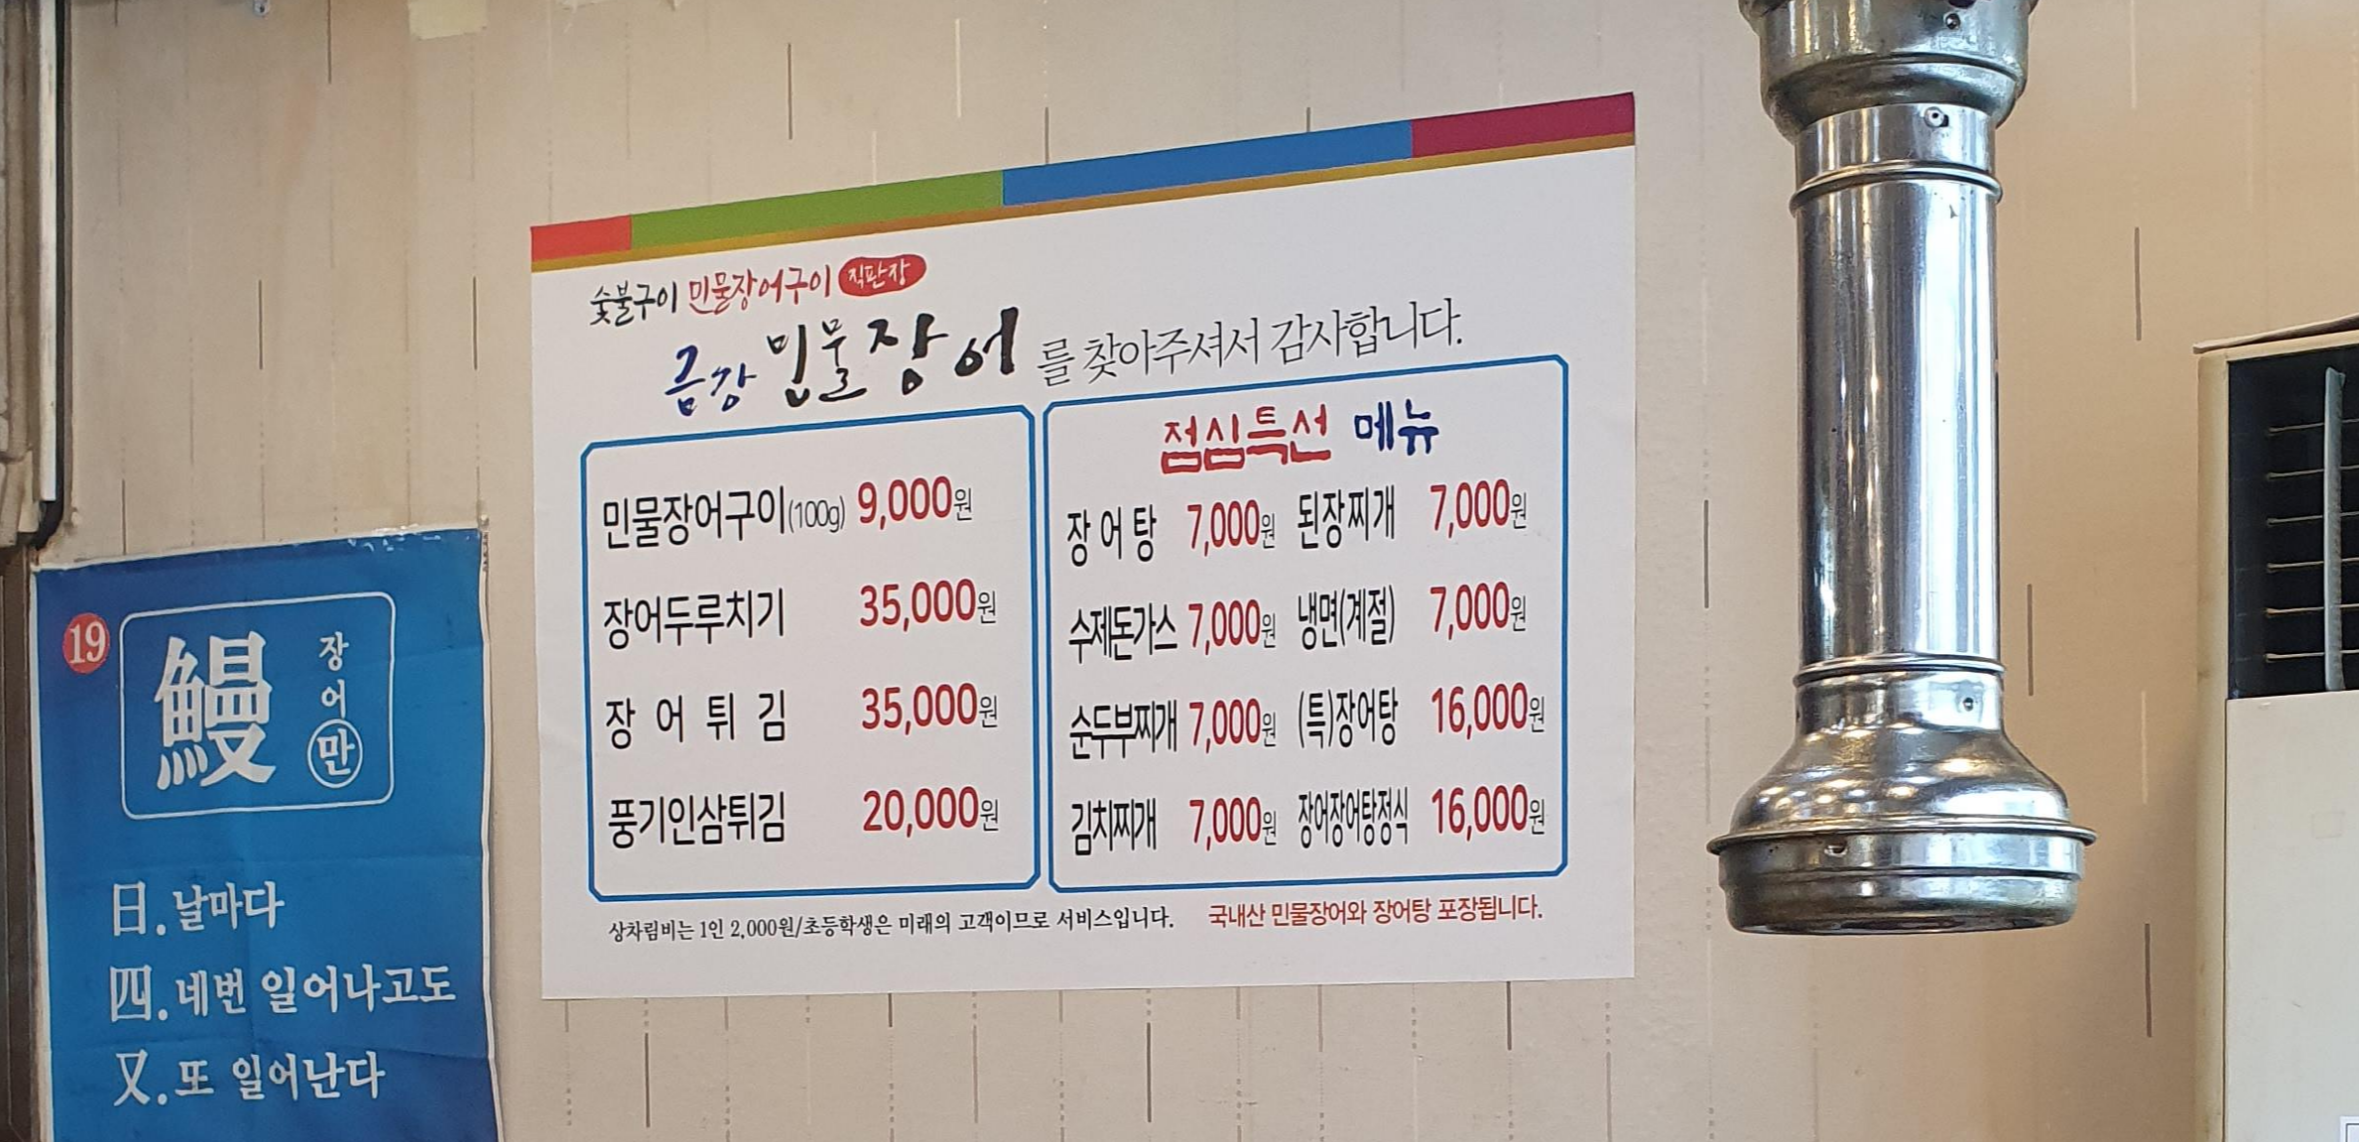 숯불구이 민물장어구이 직판장
금강 민물장어를 찾아주셔서 감사합니다.
민물장어구이(100g) 9,000원
장어두루치기 35,000원
장 어 튀 김 35,000원
풍기인삼튀김 20,000원
점심특선 메뉴
장 어 탕 7,000원 된장찌개 7,000원
수제돈가스 7,000원 냉면(계절) 7,000원
순두부찌개 7,000원 (특)장어탕 16,000원
김치찌개 7,000원 장어장어탕정식 16,000원
상차림비는 1인 2,000원/초등학생은 미래의 고객이므로 서비스입니다.
국내산 민물장어와 장어탕 포장됩니다.
19
鰻 장어만
日. 날마다
四. 네번 일어나고도
又. 또 일어난다